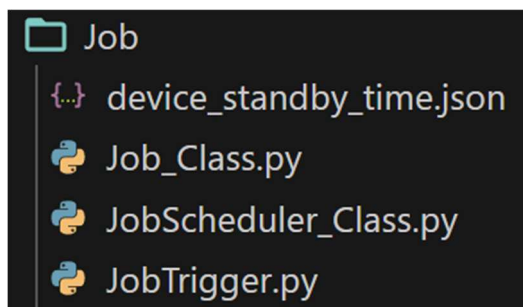 Job
{..} device_standby_time.json
Job_Class.py
JobScheduler_Class.py
JobTrigger.py